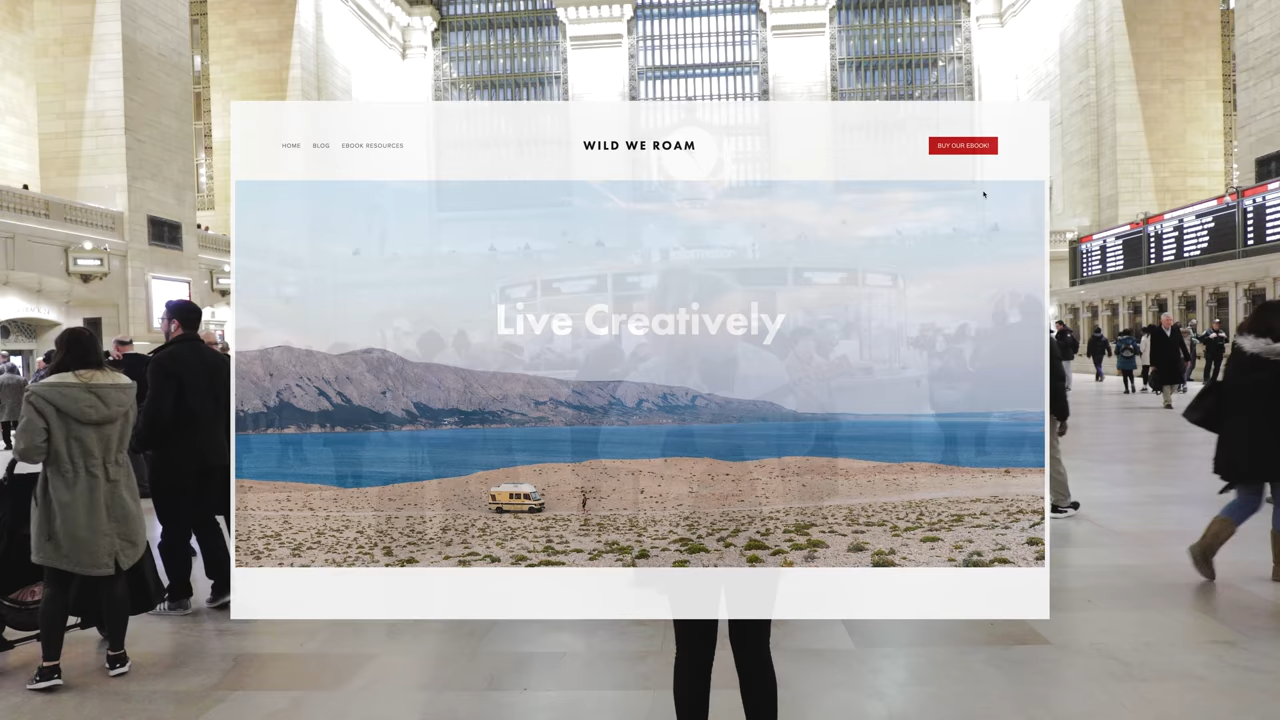 HOME BLOG EBOOK RESOURCES
WILD WE ROAM
BUY OUR EBOOK!
Live Creatively